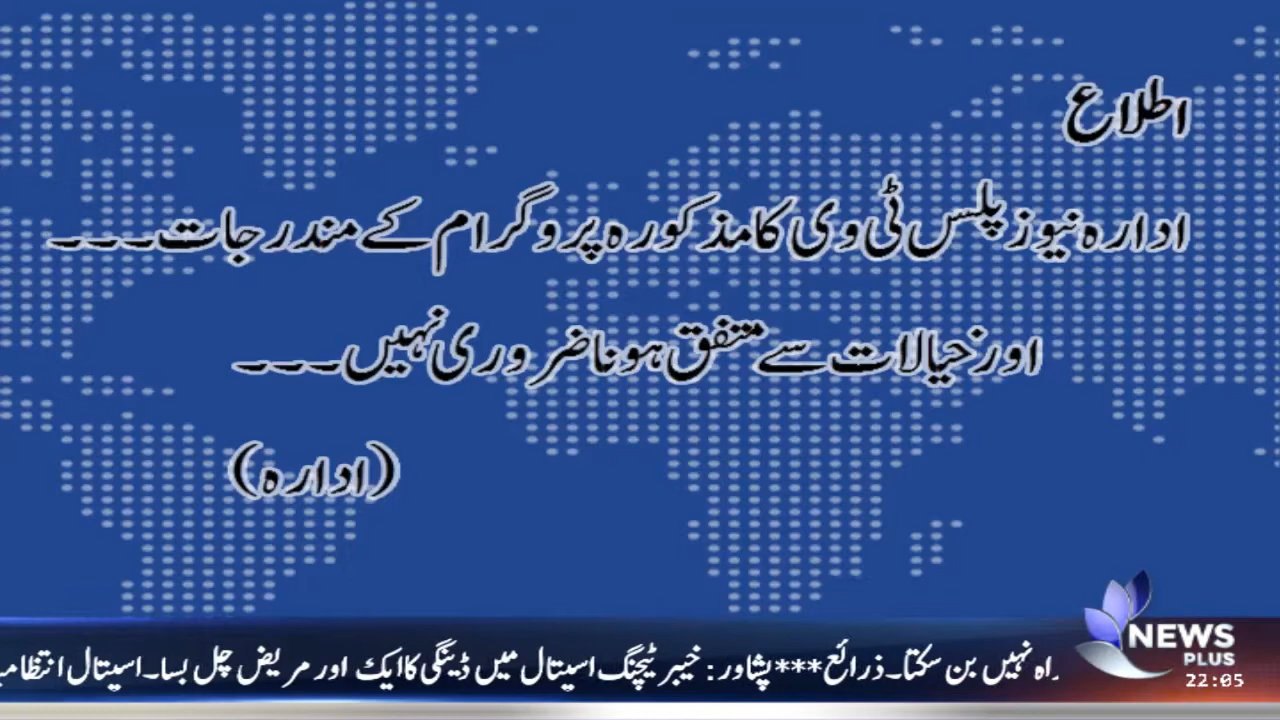 اطلاع
ادارہ نیوز پلس ٹی وی کا مذکورہ پروگرام کے مندرجات۔۔۔
اور خیالات سے متفق ہونا ضروری نہیں۔۔۔
(ادارہ)
NEWS
PLUS
22:05
راہ نہیں بن سکتا۔ذرائع***پشاور: خیبر ٹیچنگ اسپتال میں ڈینگی کا ایک اور مریض چل بسا۔اسپتال